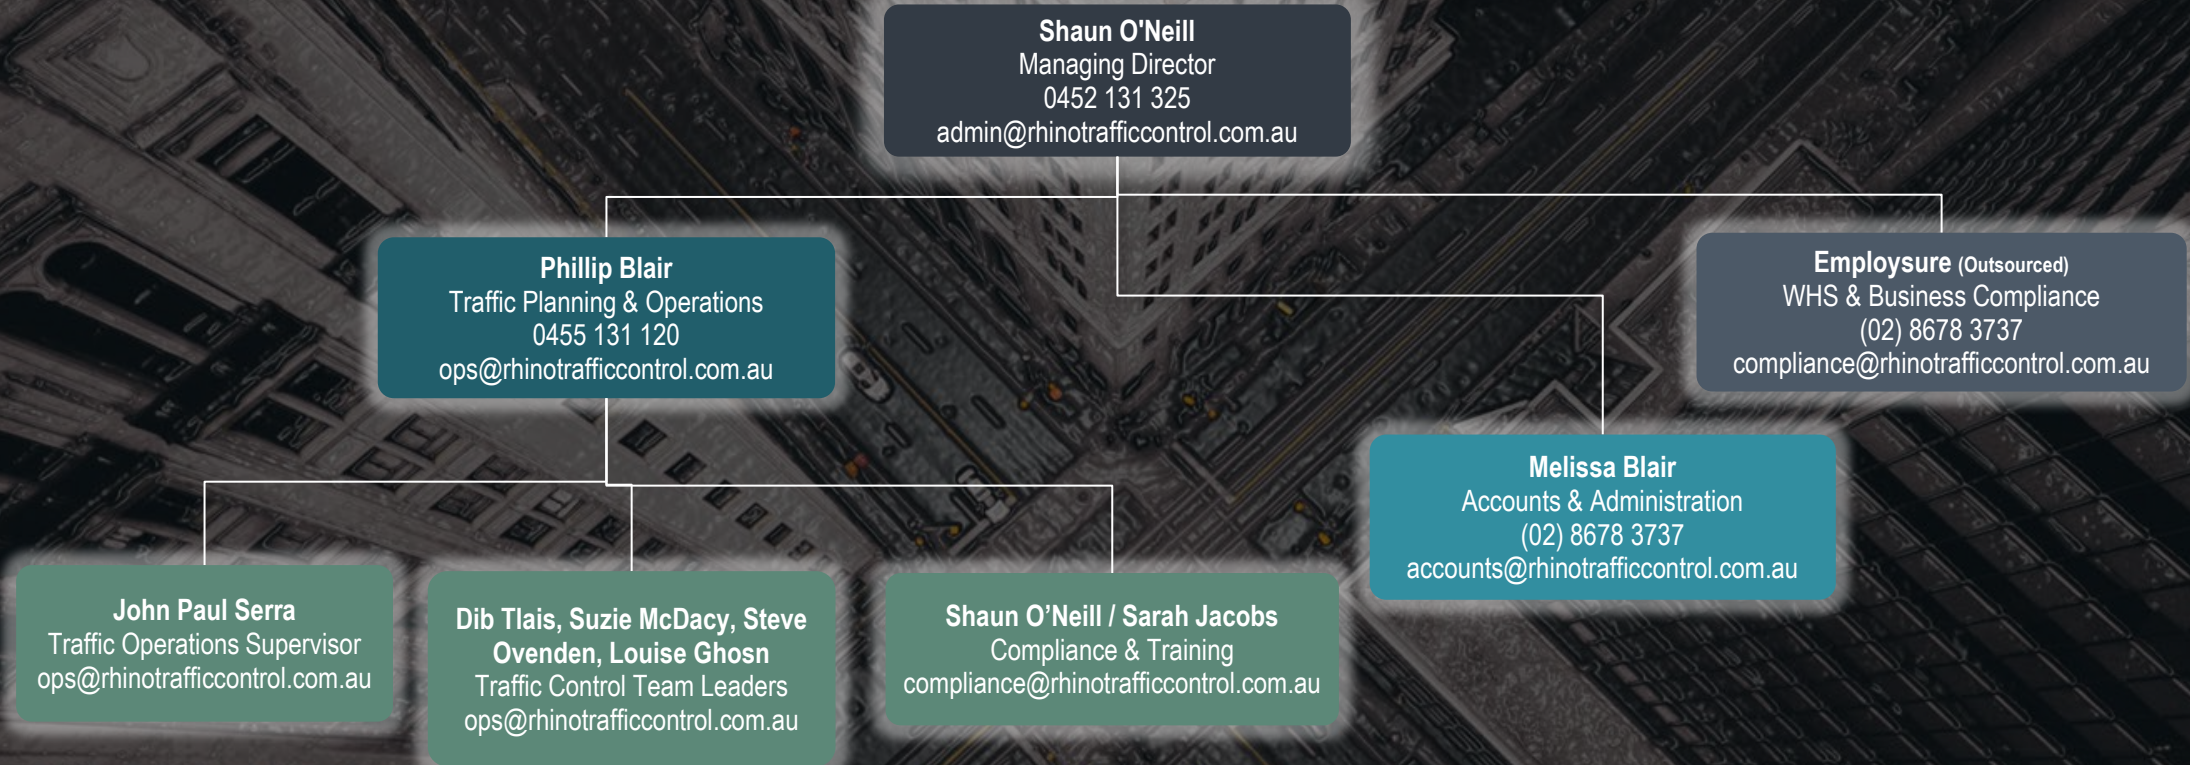 Shaun O'Neill
Managing Director
0452 131 325
admin@rhinotrafficcontrol.com.au
Phillip Blair
Traffic Planning & Operations
0455 131 120
ops@rhinotrafficcontrol.com.au
Employsure (Outsourced)
WHS & Business Compliance
(02) 8678 3737
compliance@rhinotrafficcontrol.com.au
Melissa Blair
Accounts & Administration
(02) 8678 3737
accounts@rhinotrafficcontrol.com.au
John Paul Serra
Traffic Operations Supervisor
ops@rhinotrafficcontrol.com.au
Dib Tlais, Suzie McDacy, Steve
Ovenden, Louise Ghosn
Traffic Control Team Leaders
ops@rhinotrafficcontrol.com.au
Shaun O’Neill / Sarah Jacobs
Compliance & Training
compliance@rhinotrafficcontrol.com.au